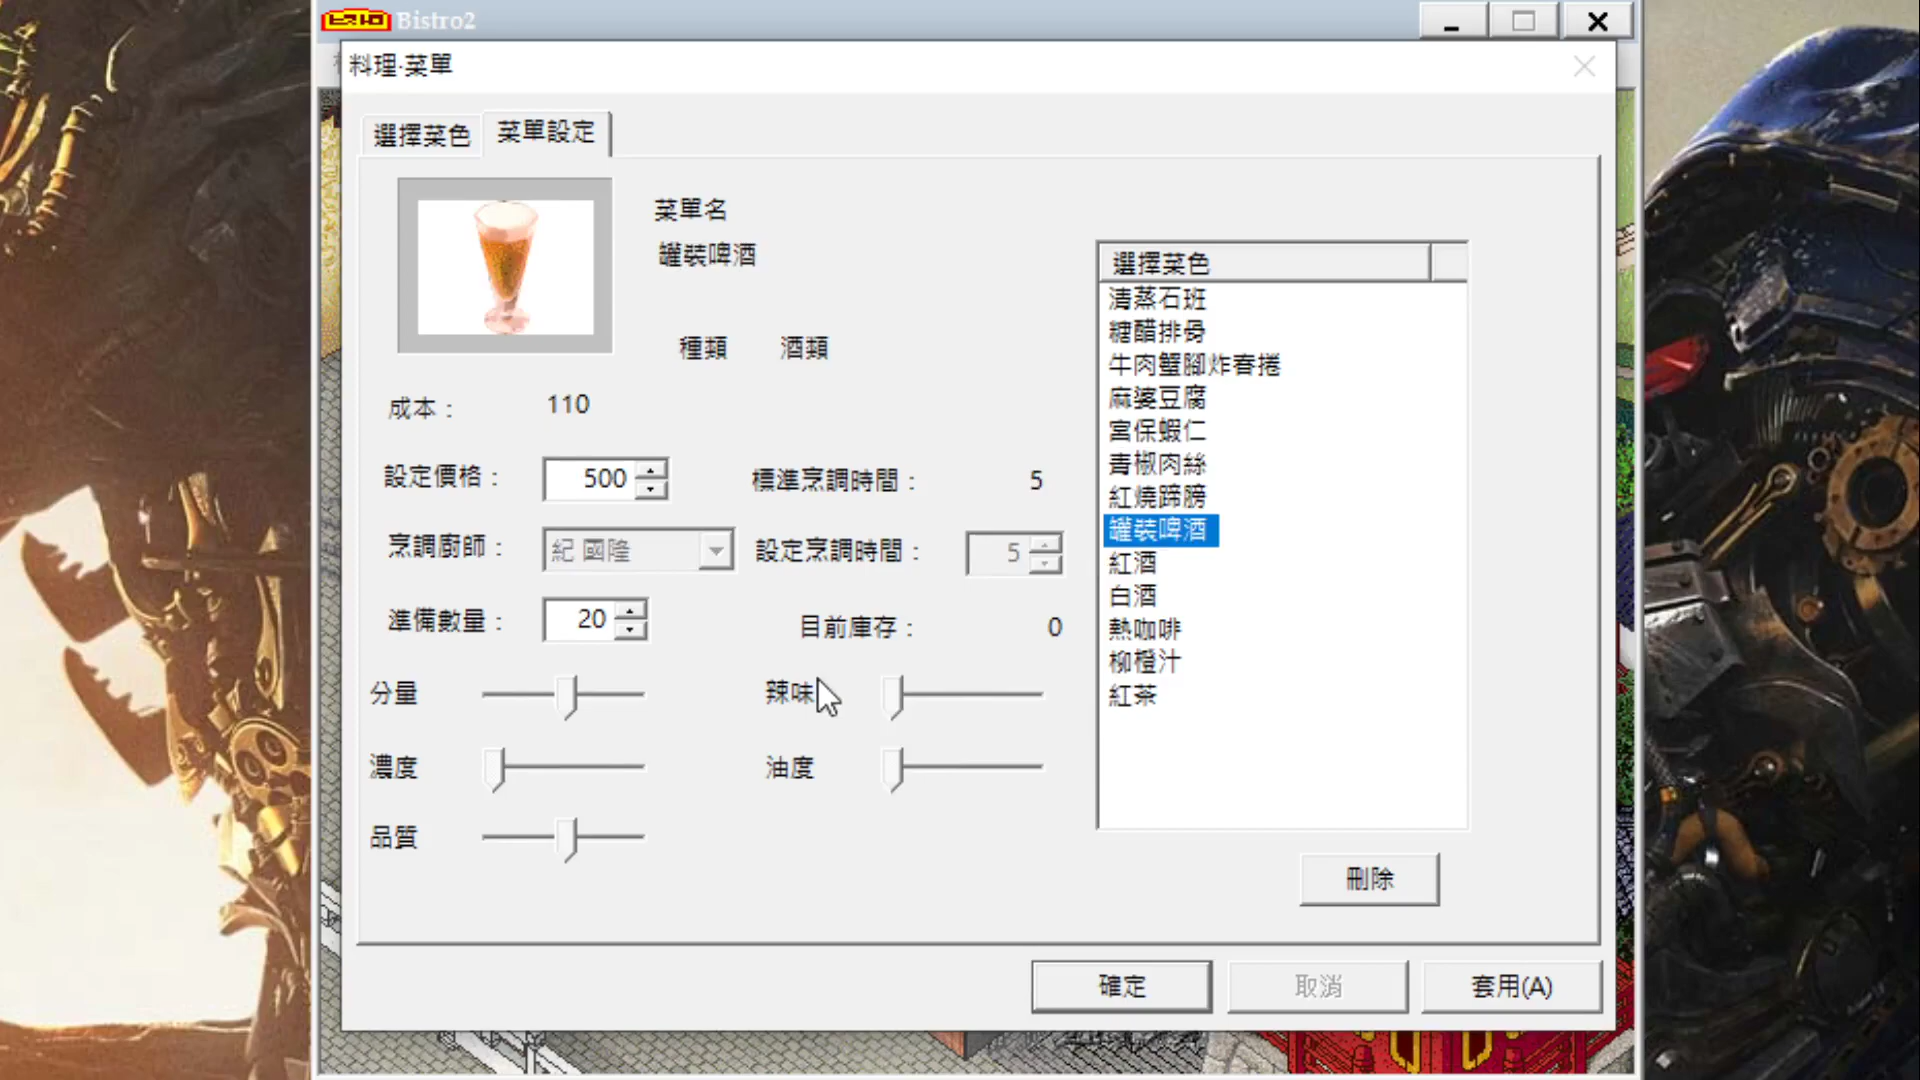 ビストロ Bistro2
料理·菜單
選擇菜色 菜單設定
菜單名
罐裝啤酒
種類 酒類
成本： 110
設定價格： 500 標準烹調時間： 5
烹調廚師： 紀 國隆 設定烹調時間： 5
準備數量： 20 目前庫存： 0
分量 辣味
濃度 油度
品質
選擇菜色
清蒸石班
糖醋排骨
牛肉蟹腳炸春捲
麻婆豆腐
宮保蝦仁
青椒肉絲
紅燒蹄膀
罐裝啤酒
紅酒
白酒
熱咖啡
柳橙汁
紅茶
刪除
確定 取消 套用(A)